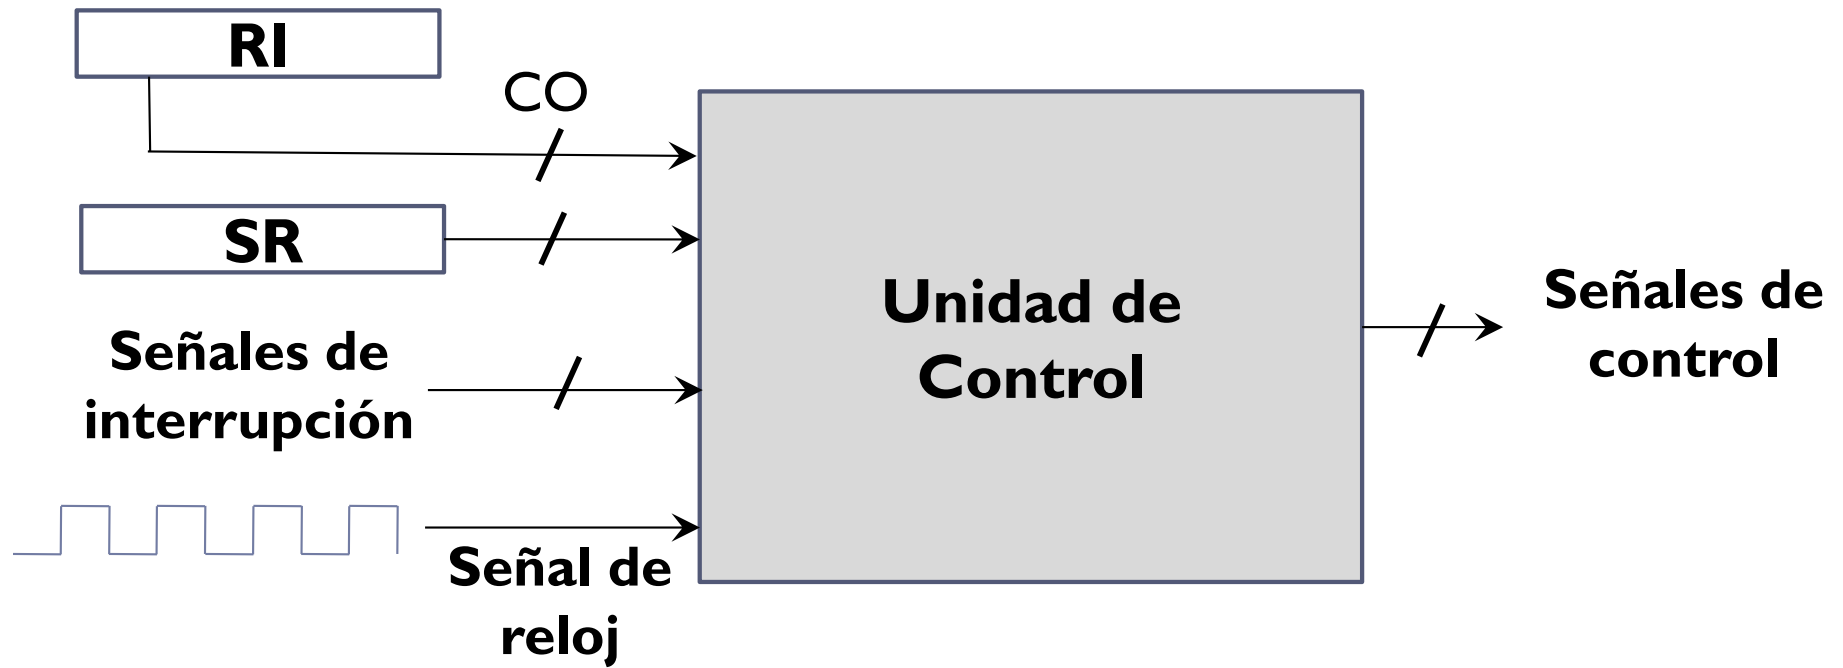 RI
CO
SR
Señales de
interrupción
Señal de
reloj
Unidad de
Control
Señales de
control